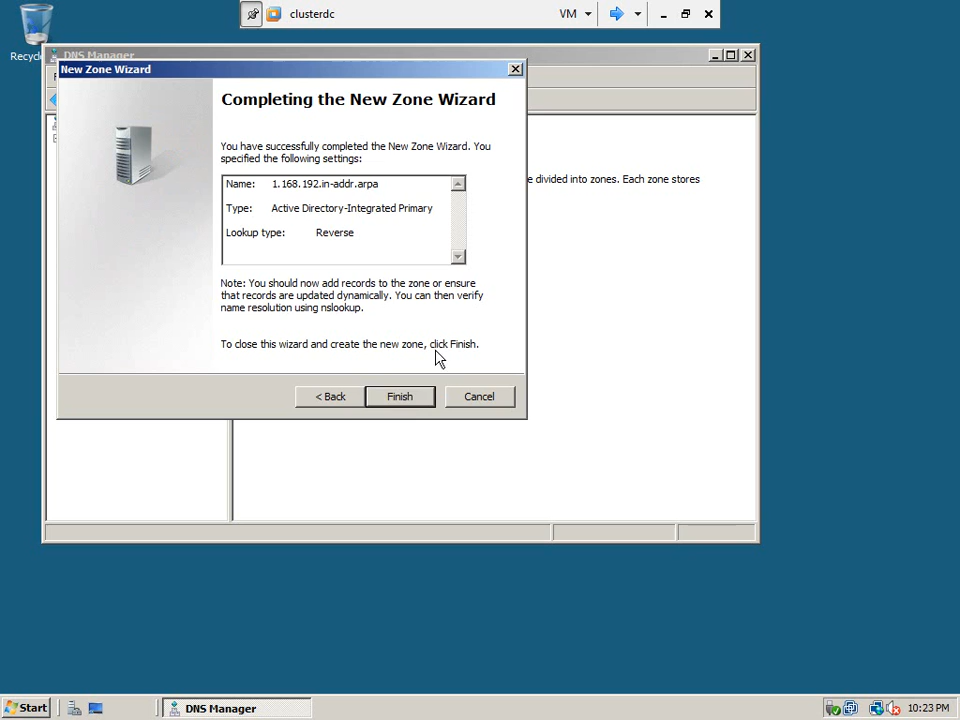 clusterdc
VM
Recycl
DNS Manager
New Zone Wizard
Completing the New Zone Wizard
You have successfully completed the New Zone Wizard. You
specified the following settings:
Name: 1.168.192.in-addr.arpa
Type: Active Directory-Integrated Primary
Lookup type: Reverse
e divided into zones. Each zone stores
Note: You should now add records to the zone or ensure
that records are updated dynamically. You can then verify
name resolution using nslookup.
To close this wizard and create the new zone, click Finish.
< Back
Finish
Cancel
Start
DNS Manager
10:23 PM